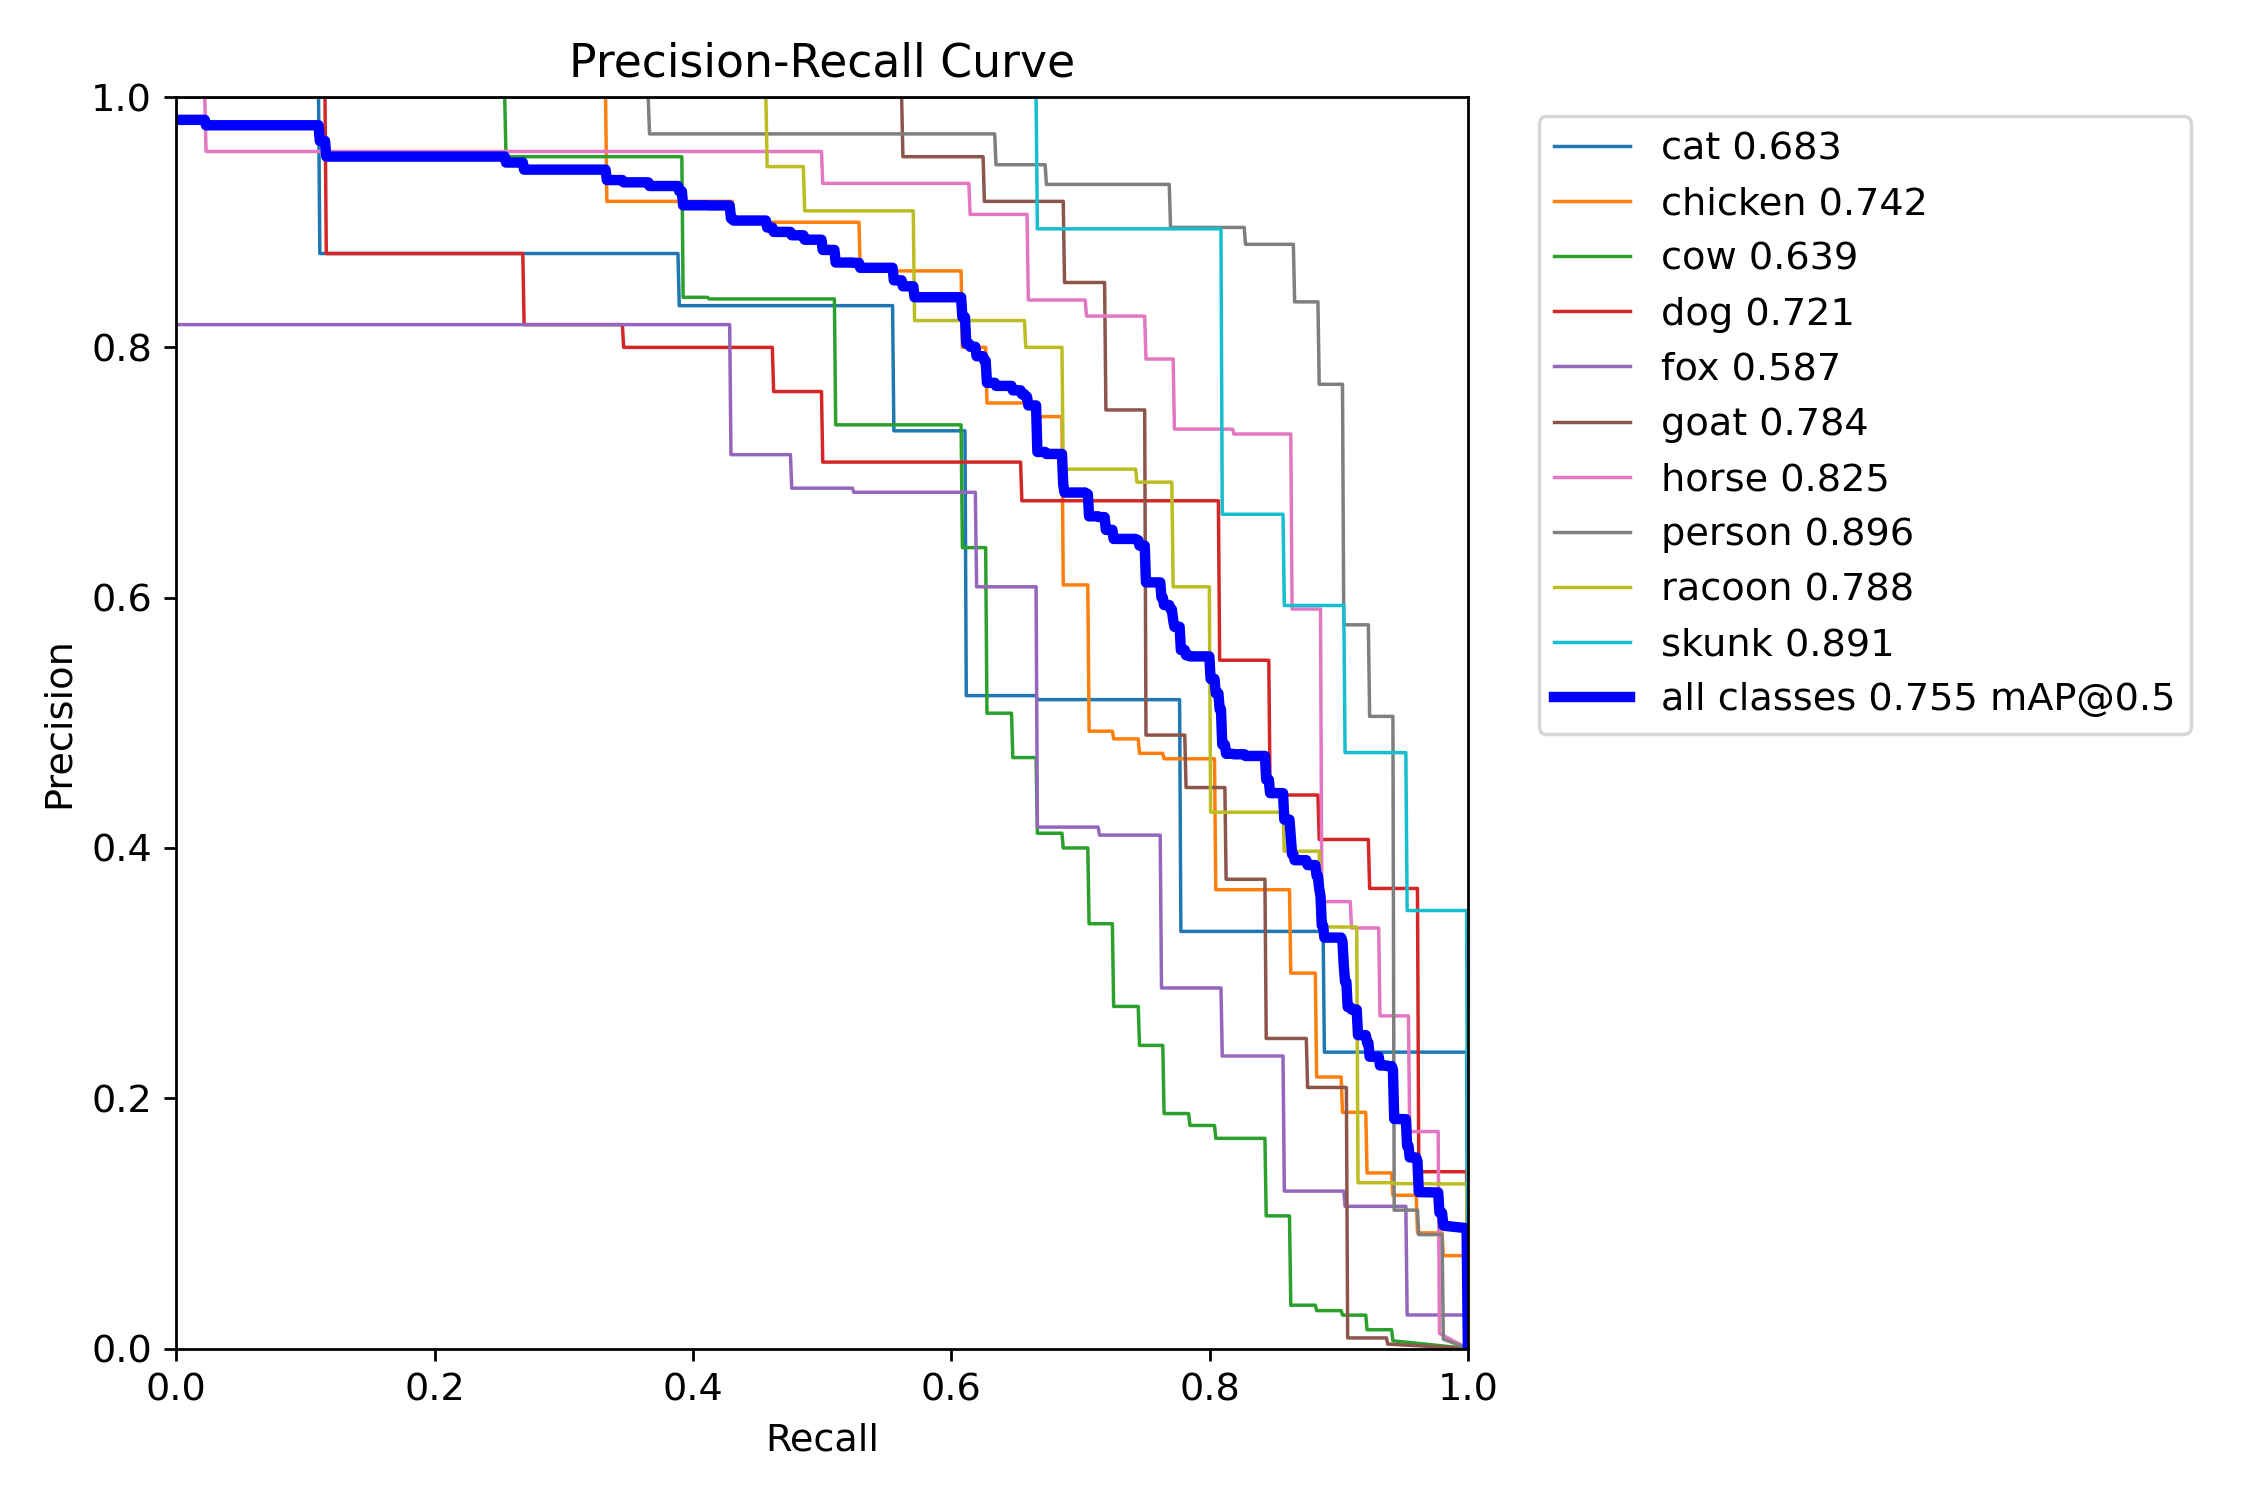 Precision-Recall Curve
1.0
0.8
0.6
0.4
0.2
0.0
Precision
0.0 0.2 0.4 0.6 0.8 1.0
Recall
cat 0.683
chicken 0.742
cow 0.639
dog 0.721
fox 0.587
goat 0.784
horse 0.825
person 0.896
racoon 0.788
skunk 0.891
all classes 0.755 mAP@0.5